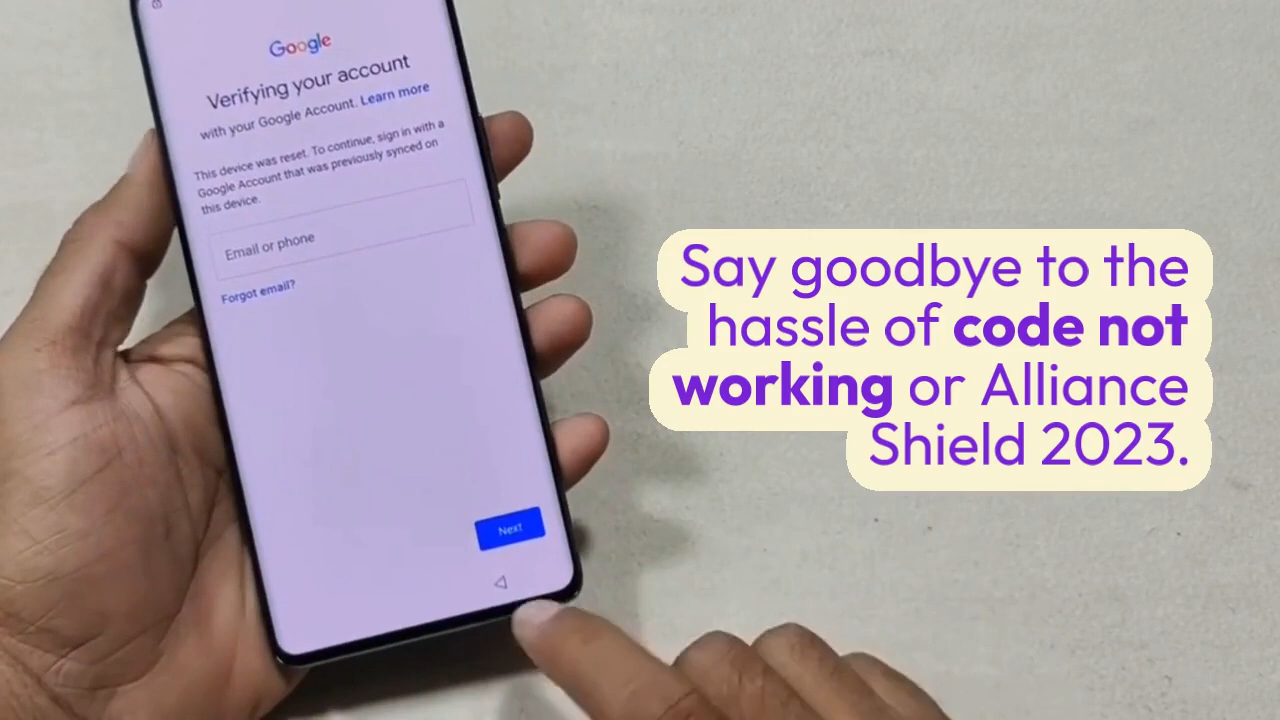 Google
Verifying your account
with your Google Account. Learn more
This device was reset. To continue, sign in with a
Google Account that was previously synced on
this device.
Email or phone
Forgot email?
Next
Say goodbye to the
hassle of code not
working or Alliance
Shield 2023.